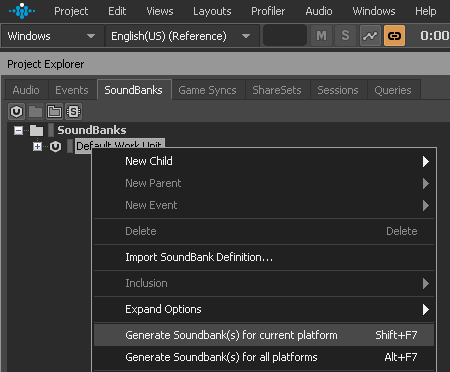 Project Edit Views Layouts Profiler Audio Windows Help
Windows English(US) (Reference) M S 0:00
Project Explorer
Audio Events SoundBanks Game Syncs ShareSets Sessions Queries
SoundBanks
Default Work Unit
New Child
New Parent
New Event
Delete Delete
Import SoundBank Definition...
Inclusion
Expand Options
Generate Soundbank(s) for current platform Shift+F7
Generate Soundbank(s) for all platforms Alt+F7